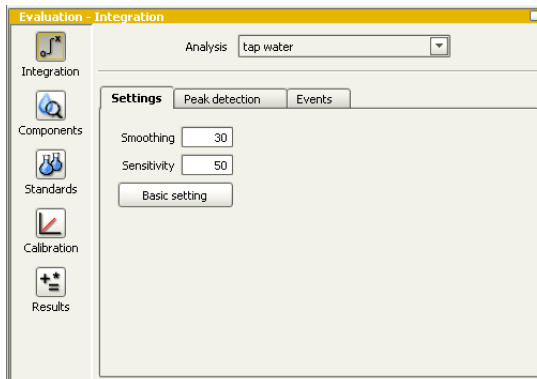 Evaluation - Integration
Analysis tap water
Integration
Components
Standards
Calibration
Results
Settings Peak detection Events
Smoothing 30
Sensitivity 50
Basic setting